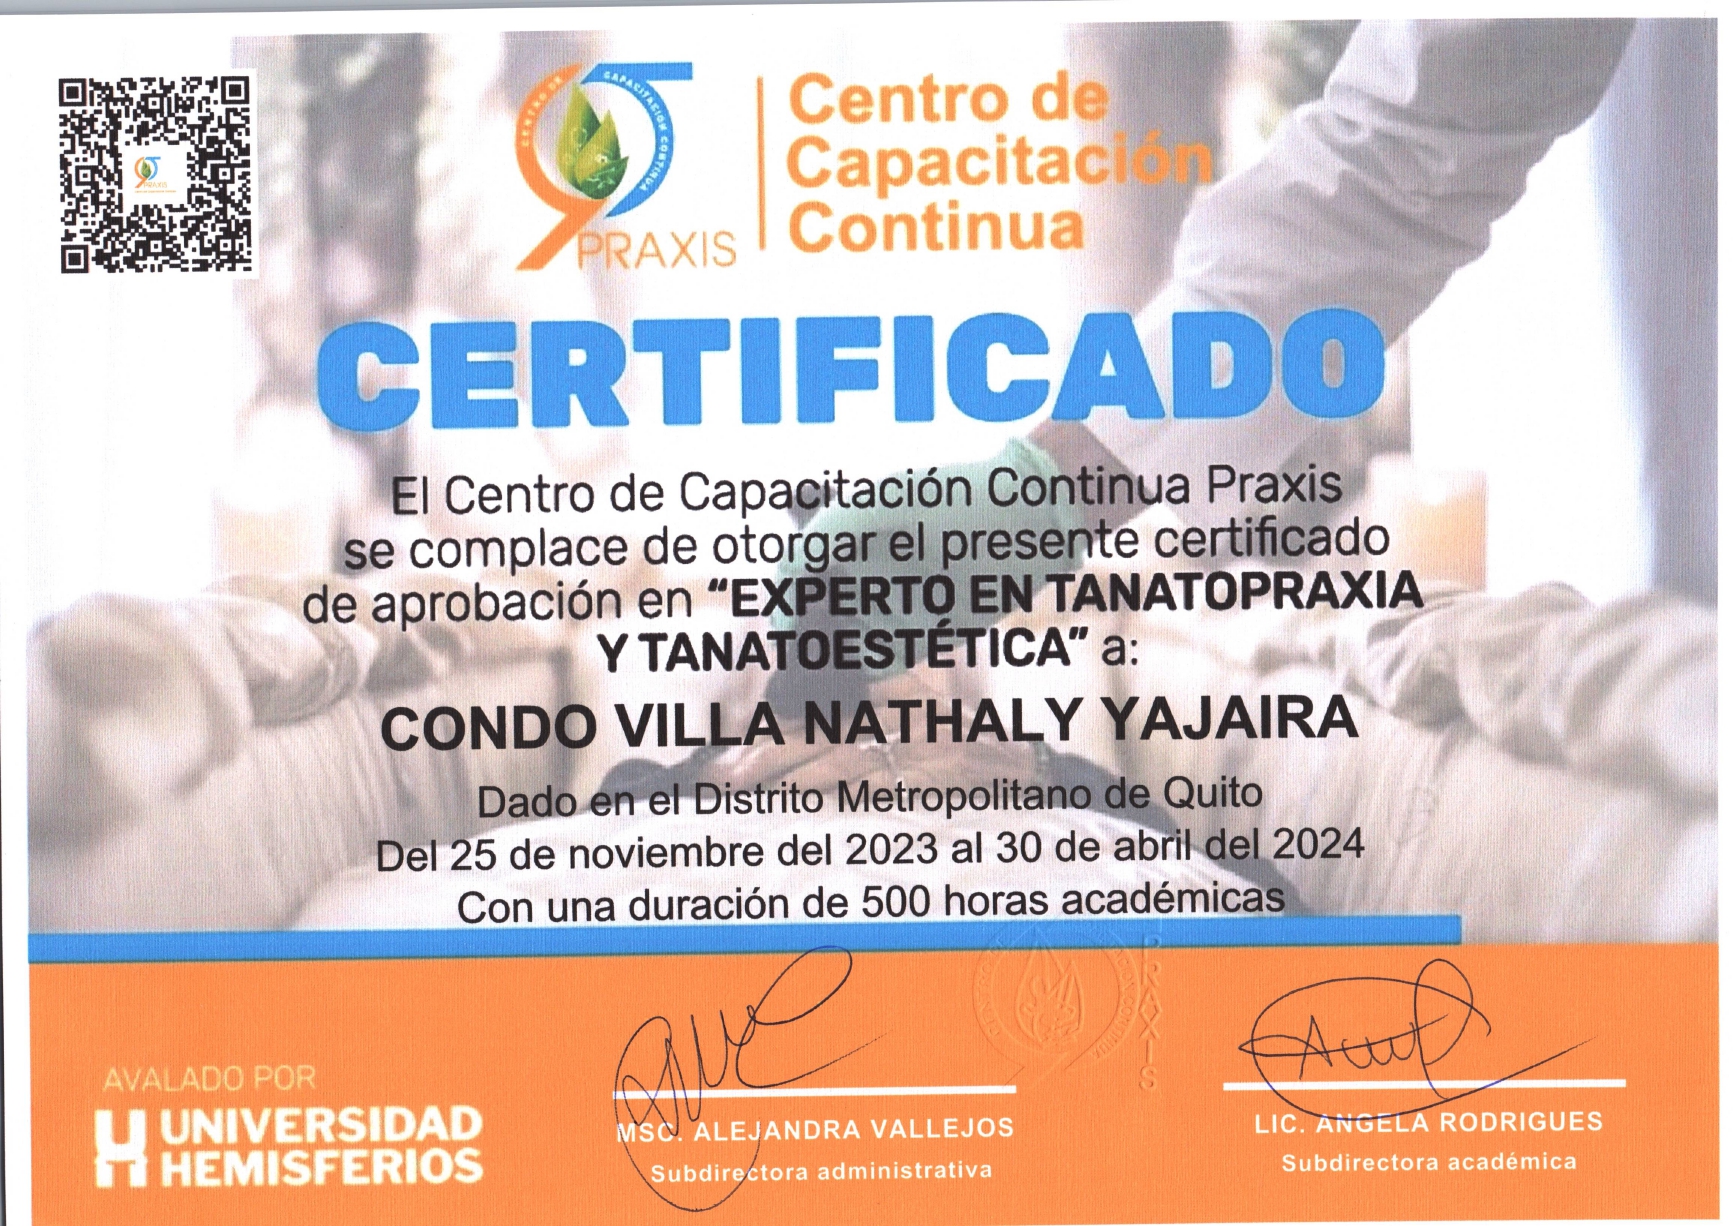 CENTRO DE CAPACITACIÓN CONTINUA
PRAXIS
Centro de
Capacitación
Continua
PRAXIS
CERTIFICADO
El Centro de Capacitación Continua Praxis
se complace de otorgar el presente certificado
de aprobación en “EXPERTO EN TANATOPRAXIA
Y TANATOESTÉTICA” a:
CONDO VILLA NATHALY YAJAIRA
Dado en el Distrito Metropolitano de Quito
Del 25 de noviembre del 2023 al 30 de abril del 2024
Con una duración de 500 horas académicas
PRAXIS
AVALADO POR
UNIVERSIDAD
HEMISFERIOS
MSC. ALEJANDRA VALLEJOS
Subdirectora administrativa
LIC. ANGELA RODRIGUES
Subdirectora académica